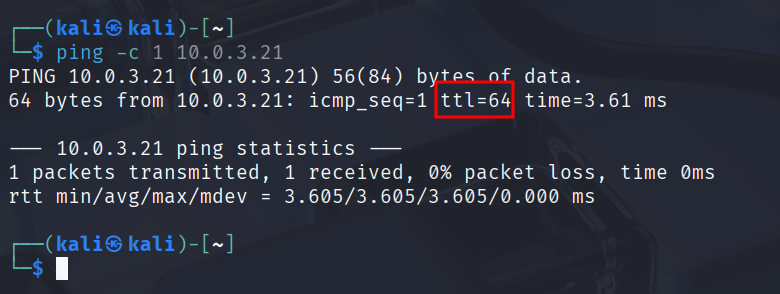 ┌──(kali㉿kali)-[~]
└─$ ping -c 1 10.0.3.21
PING 10.0.3.21 (10.0.3.21) 56(84) bytes of data.
64 bytes from 10.0.3.21: icmp_seq=1 ttl=64 time=3.61 ms
--- 10.0.3.21 ping statistics ---
1 packets transmitted, 1 received, 0% packet loss, time 0ms
rtt min/avg/max/mdev = 3.605/3.605/3.605/0.000 ms
┌──(kali㉿kali)-[~]
└─$